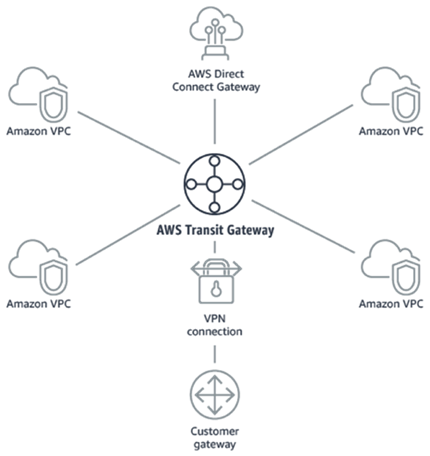 AWS Direct
Connect Gateway
Amazon VPC
Amazon VPC
AWS Transit Gateway
Amazon VPC
Amazon VPC
VPN
connection
Customer
gateway